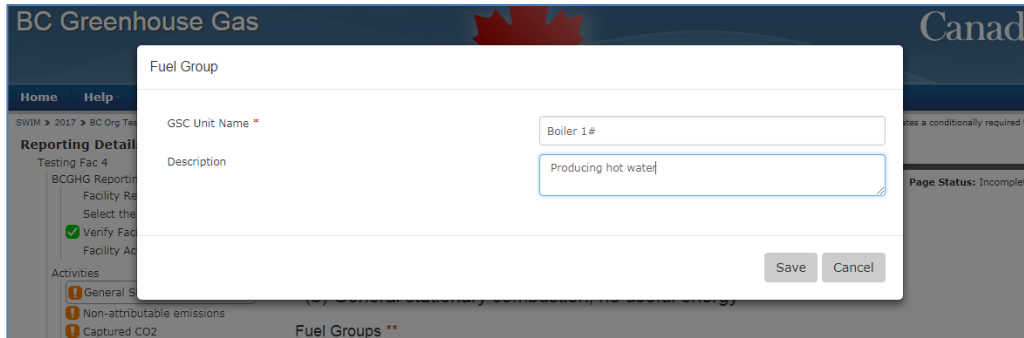 BC Greenhouse Gas
Canad
Fuel Group
Home Help
SWIM > 2017 > BC Org Tes
tes a conditionally required
Reporting Detail
GSC Unit Name *
Boiler 1#
Testing Fac 4
Description
Producing hot water
BCGHG Reportin
Page Status: Incomplet
Facility Re
Select the
Verify Faci
Facility Ac
Save Cancel
Activities
General S
(b) General stationary combustion, no useful energy
Non-attributable emissions
Captured CO2
Fuel Groups **